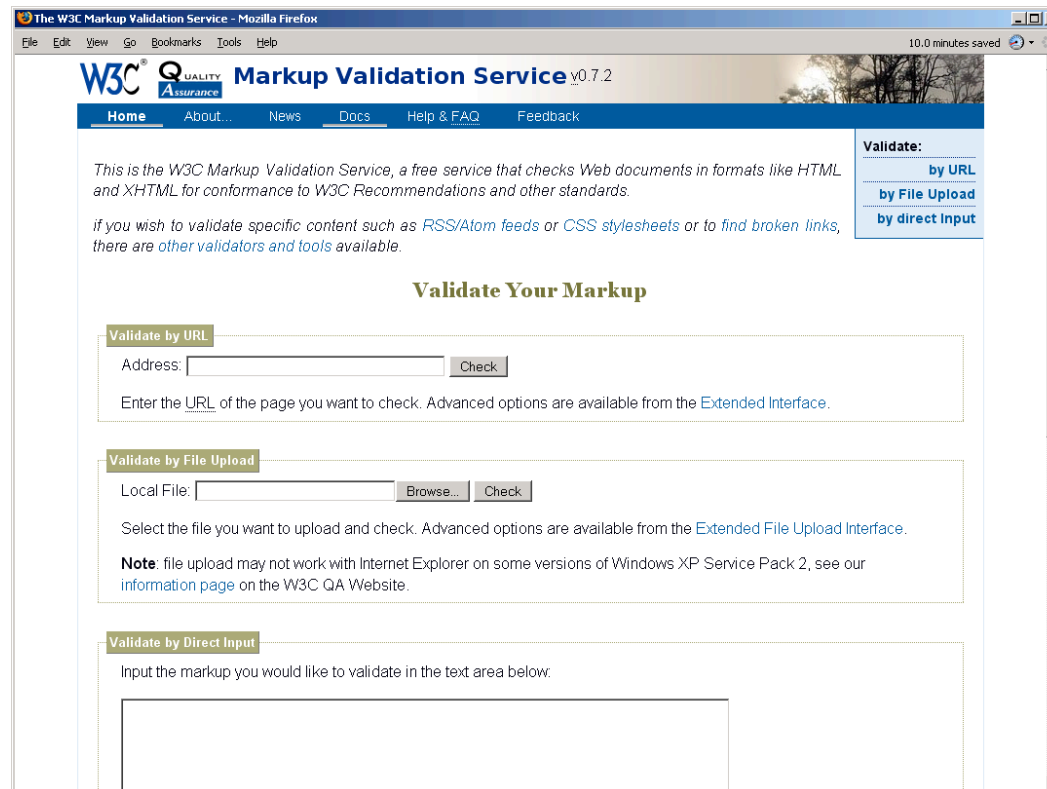 The W3C Markup Validation Service - Mozilla Firefox
File Edit View Go Bookmarks Tools Help 10.0 minutes saved
W3C® QUALITY Assurance Markup Validation Service v0.7.2
Home About... News Docs Help & FAQ Feedback
Validate:
by URL
by File Upload
by direct Input
This is the W3C Markup Validation Service, a free service that checks Web documents in formats like HTML
and XHTML for conformance to W3C Recommendations and other standards.
if you wish to validate specific content such as RSS/Atom feeds or CSS stylesheets or to find broken links,
there are other validators and tools available.
Validate Your Markup
Validate by URL
Address: Check
Enter the URL of the page you want to check. Advanced options are available from the Extended Interface.
Validate by File Upload
Local File: Browse... Check
Select the file you want to upload and check. Advanced options are available from the Extended File Upload Interface.
Note: file upload may not work with Internet Explorer on some versions of Windows XP Service Pack 2, see our
information page on the W3C QA Website.
Validate by Direct Input
Input the markup you would like to validate in the text area below: